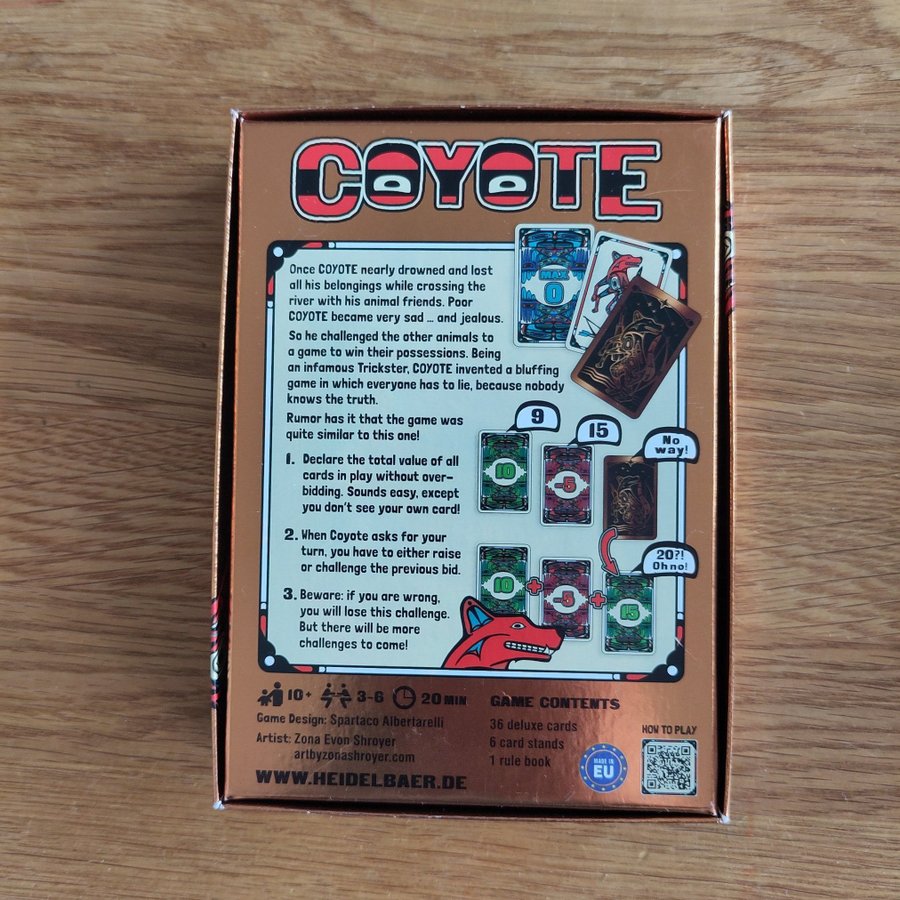 COYOTE
MAX
0
Once COYOTE nearly drowned and lost
all his belongings while crossing the
river with his animal friends. Poor
COYOTE became very sad ... and jealous.
So he challenged the other animals to
a game to win their possessions. Being
an infamous Trickster, COYOTE invented a bluffing
game in which everyone has to lie, because nobody
knows the truth.
Rumor has it that the game was
quite similar to this one!
9
15
No
way!
10
-5
1. Declare the total value of all
cards in play without over-
bidding. Sounds easy, except
you don't see your own card!
2. When Coyote asks for your
turn, you have to either raise
or challenge the previous bid.
3. Beware: if you are wrong,
you will lose this challenge.
But there will be more
challenges to come!
20?!
Oh no!
10 + -5 + 15
10+ 3-6 20 MIN
Game Design: Spartaco Albertarelli
Artist: Zona Evon Shroyer
artbyzonashroyer.com
WWW.HEIDELBAER.DE
GAME CONTENTS
36 deluxe cards
6 card stands
1 rule book
MADE IN
EU
HOW TO PLAY